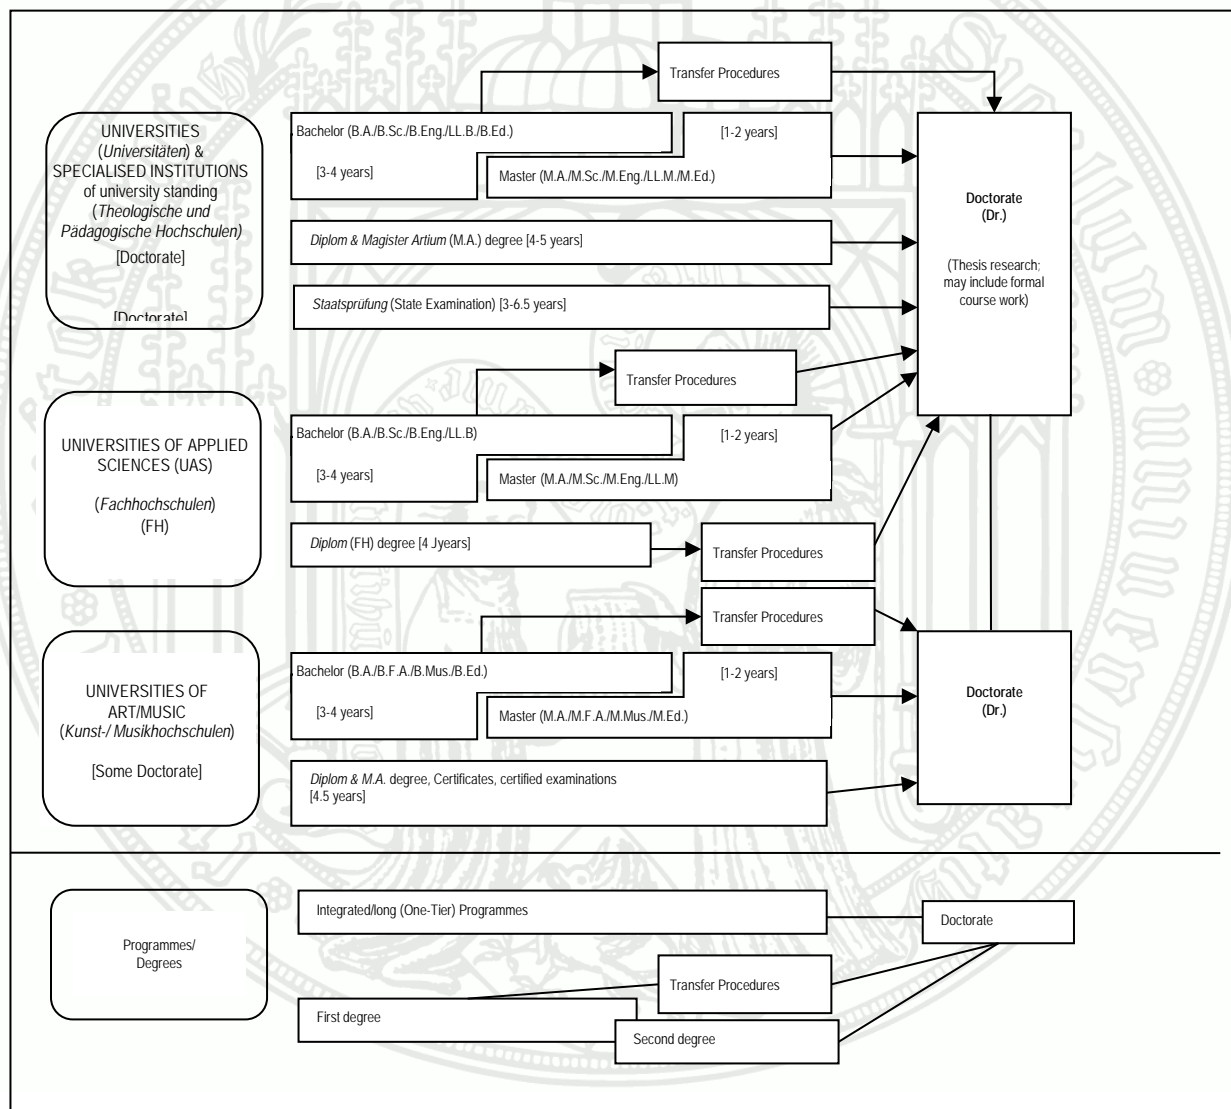 Transfer Procedures
UNIVERSITIES
(Universitäten) &
SPECIALISED INSTITUTIONS
of university standing
(Theologische und
Pädagogische Hochschulen)
[Doctorate]
[Doctorate]
Bachelor (B.A./B.Sc./B.Eng./LL.B./B.Ed.)
[1-2 years]
[3-4 years]
Master (M.A./M.Sc./M.Eng./LL.M./M.Ed.)
Diplom & Magister Artium (M.A.) degree [4-5 years]
Staatsprüfung (State Examination) [3-6.5 years]
Doctorate
(Dr.)
(Thesis research;
may include formal
course work)
Transfer Procedures
UNIVERSITIES OF APPLIED
SCIENCES (UAS)
(Fachhochschulen)
(FH)
Bachelor (B.A./B.Sc./B.Eng./LL.B)
[1-2 years]
[3-4 years]
Master (M.A./M.Sc./M.Eng./LL.M)
Diplom (FH) degree [4 Jyears]
Transfer Procedures
Transfer Procedures
UNIVERSITIES OF
ART/MUSIC
(Kunst-/ Musikhochschulen)
[Some Doctorate]
Bachelor (B.A./B.F.A./B.Mus./B.Ed.)
[1-2 years]
[3-4 years]
Master (M.A./M.F.A./M.Mus./M.Ed.)
Diplom & M.A. degree, Certificates, certified examinations
[4.5 years]
Doctorate
(Dr.)
Programmes/
Degrees
Integrated/long (One-Tier) Programmes
Doctorate
Transfer Procedures
First degree
Second degree